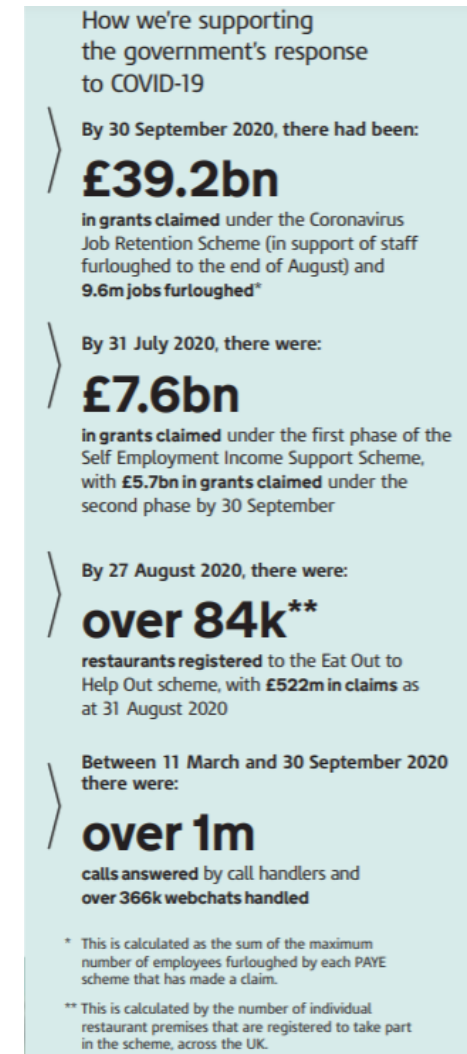 How we're supporting
the government's response
to COVID-19
By 30 September 2020, there had been:
£39.2bn
in grants claimed under the Coronavirus
Job Retention Scheme (in support of staff
furloughed to the end of August) and
9.6m jobs furloughed*
By 31 July 2020, there were:
£7.6bn
in grants claimed under the first phase of the
Self Employment Income Support Scheme,
with £5.7bn in grants claimed under the
second phase by 30 September
By 27 August 2020, there were:
over 84k**
restaurants registered to the Eat Out to
Help Out scheme, with £522m in claims as
at 31 August 2020
Between 11 March and 30 September 2020
there were:
over 1m
calls answered by call handlers and
over 366k webchats handled
* This is calculated as the sum of the maximum
number of employees furloughed by each PAYE
scheme that has made a claim.
** This is calculated by the number of individual
restaurant premises that are registered to take part
in the scheme, across the UK.